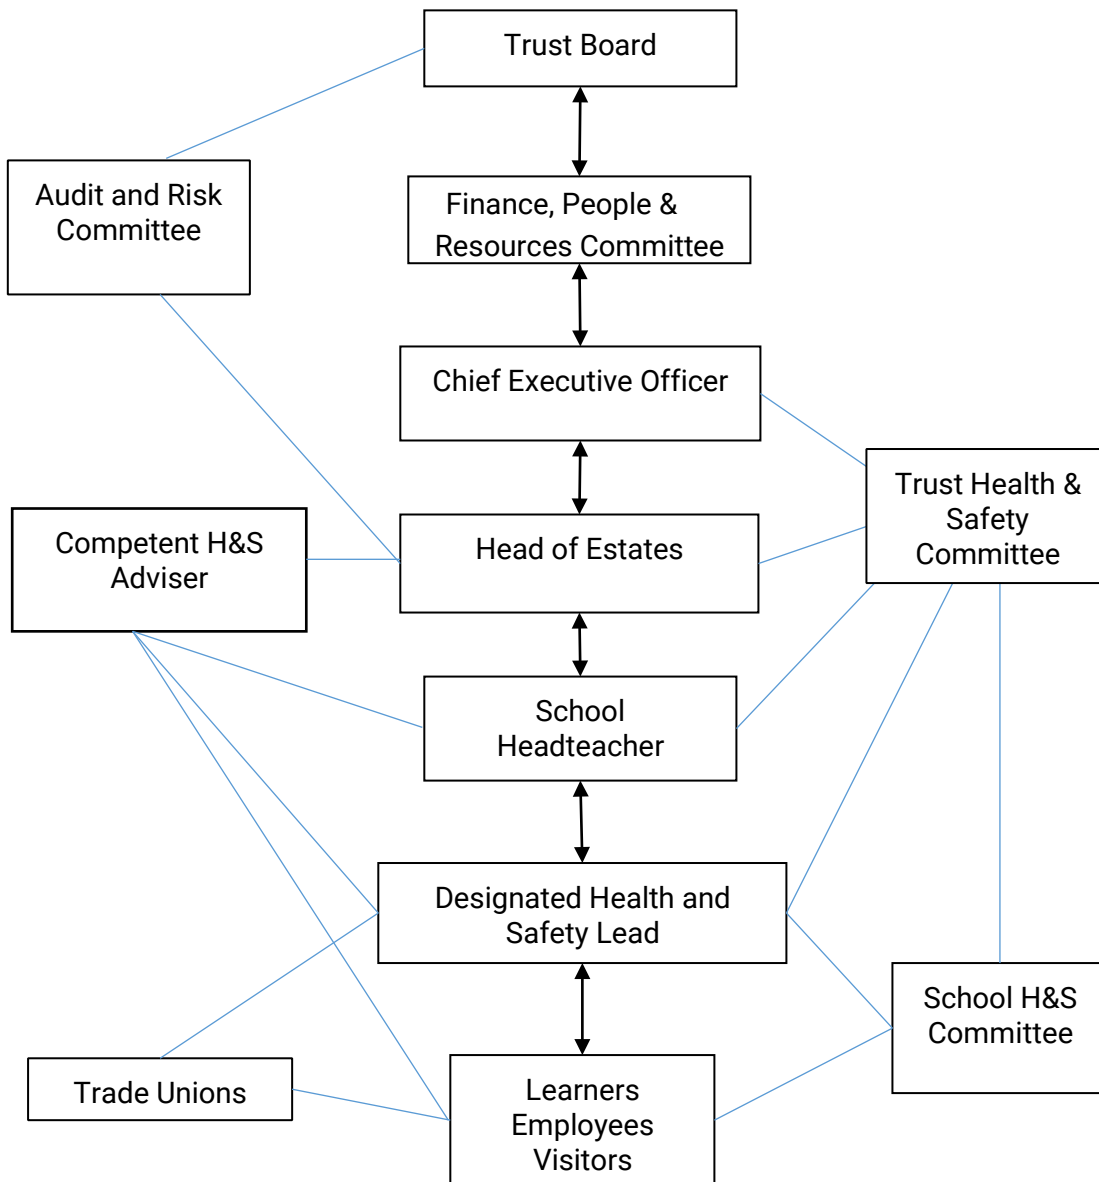 Trust Board
Audit and Risk
Committee
Finance, People &
Resources Committee
Chief Executive Officer
Trust Health &
Safety
Committee
Competent H&S
Adviser
Head of Estates
School
Headteacher
Designated Health and
Safety Lead
School H&S
Committee
Trade Unions
Learners
Employees
Visitors